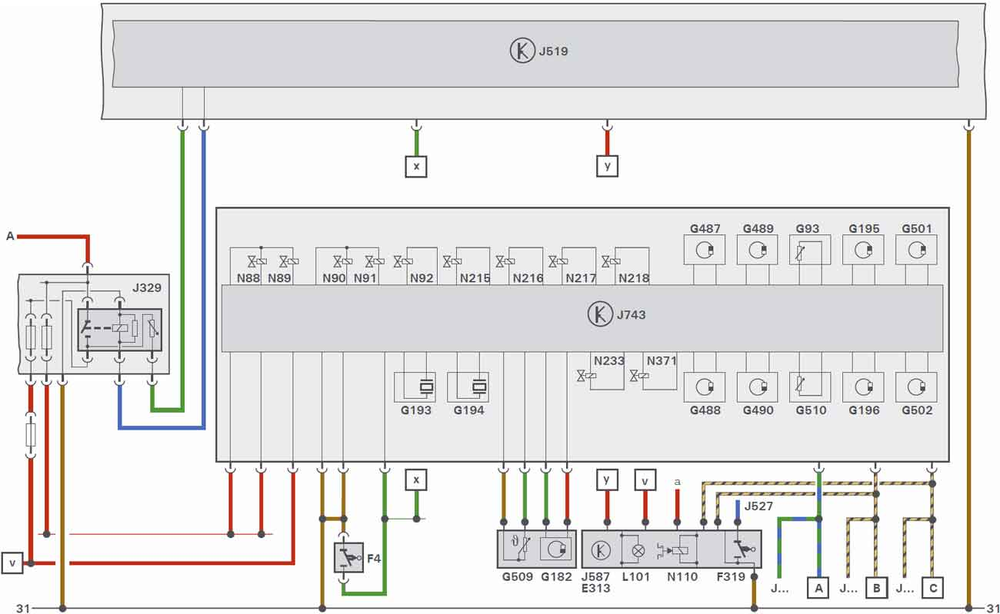 J519
x
y
A
G487 G489 G93 G195 G501
N88 N89 N90 N91 N92 N215 N216 N217 N218
J329
J743
N233 N371
G193 G194 G488 G490 G510 G196 G502
x y v a
J527
v
F4
ϑ
G509 G182 J587 L101 N110 F319
E313
J... A J... B J... C
31 31